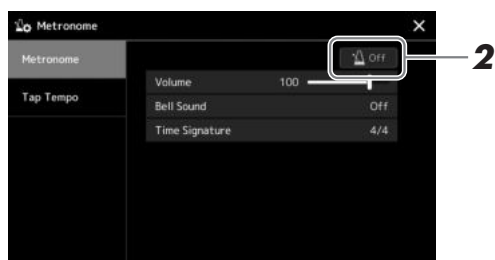 Metronome
Metronome
Off
2
Volume 100
Tap Tempo
Bell Sound Off
Time Signature 4/4